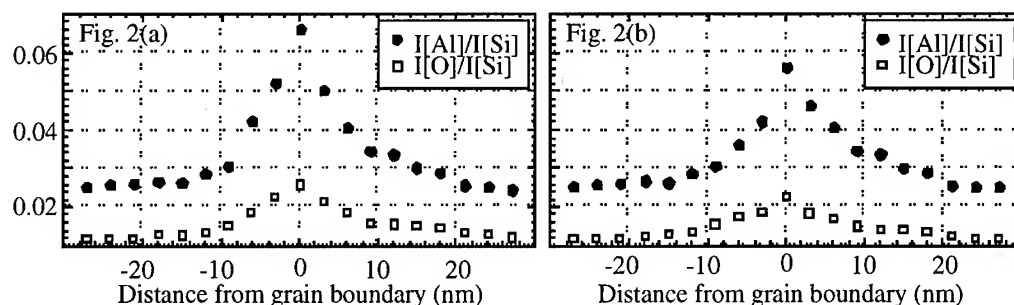 Fig. 2(a)
I[Al]/I[Si]
I[O]/I[Si]
0.06
0.04
0.02
-20 -10 0 10 20
Distance from grain boundary (nm)
Fig. 2(b)
I[Al]/I[Si]
I[O]/I[Si]
-20 -10 0 10 20
Distance from grain boundary (nm)